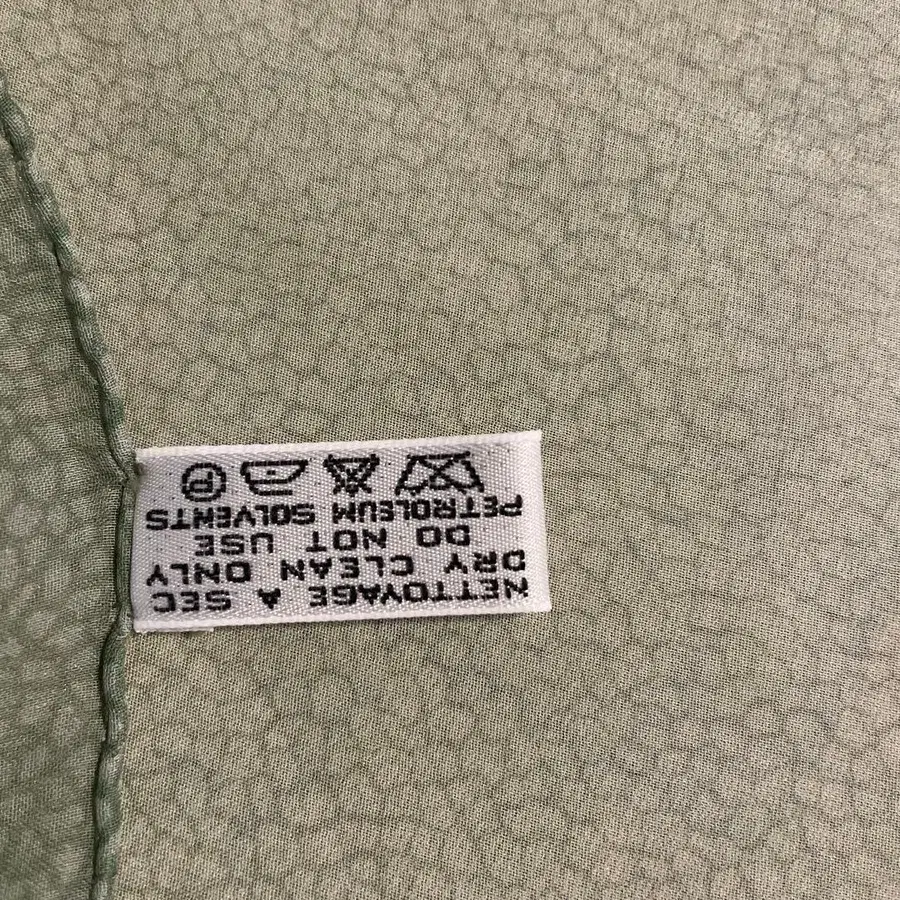 NETTOYAGE A SEC
DRY CLEAN ONLY
DO NOT USE
PETROLEUM SOLVENTS
P